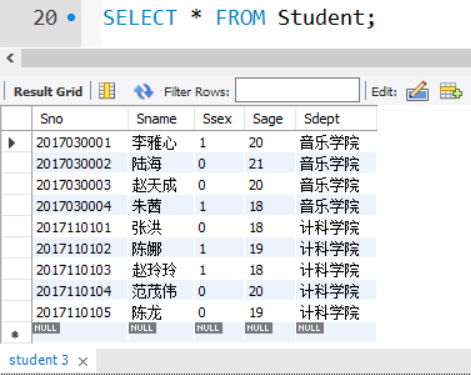 20 SELECT * FROM Student;
Result Grid Filter Rows: Edit:
Sno Sname Ssex Sage Sdept
2017030001 李雅心 1 20 音乐学院
2017030002 陆海 0 21 音乐学院
2017030003 赵天成 0 20 音乐学院
2017030004 朱茜 1 18 音乐学院
2017110101 张洪 0 18 计科学院
2017110102 陈娜 1 19 计科学院
2017110103 赵玲玲 1 18 计科学院
2017110104 范茂伟 0 20 计科学院
2017110105 陈龙 0 19 计科学院
NULL NULL NULL NULL NULL
student 3